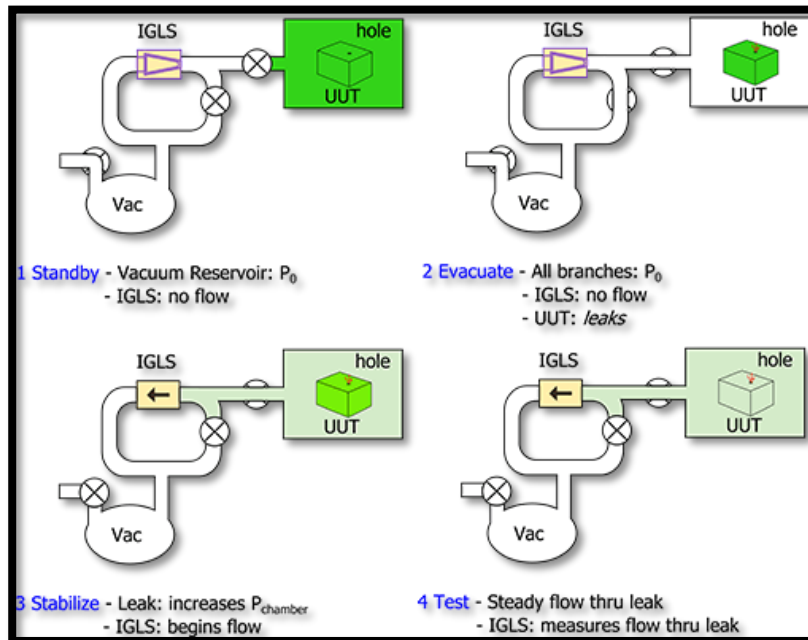 IGLS
hole
UUT
Vac
1 Standby - Vacuum Reservoir: P₀
- IGLS: no flow
IGLS
hole
UUT
Vac
2 Evacuate - All branches: P₀
- IGLS: no flow
- UUT: leaks
IGLS
hole
UUT
Vac
3 Stabilize - Leak: increases Pchamber
- IGLS: begins flow
IGLS
hole
UUT
Vac
4 Test - Steady flow thru leak
- IGLS: measures flow thru leak